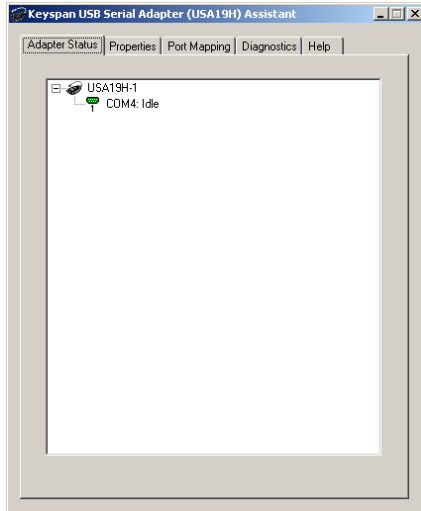 Keyspan USB Serial Adapter (USA19H) Assistant
Adapter Status Properties Port Mapping Diagnostics Help
USA19H-1
1 COM4: Idle